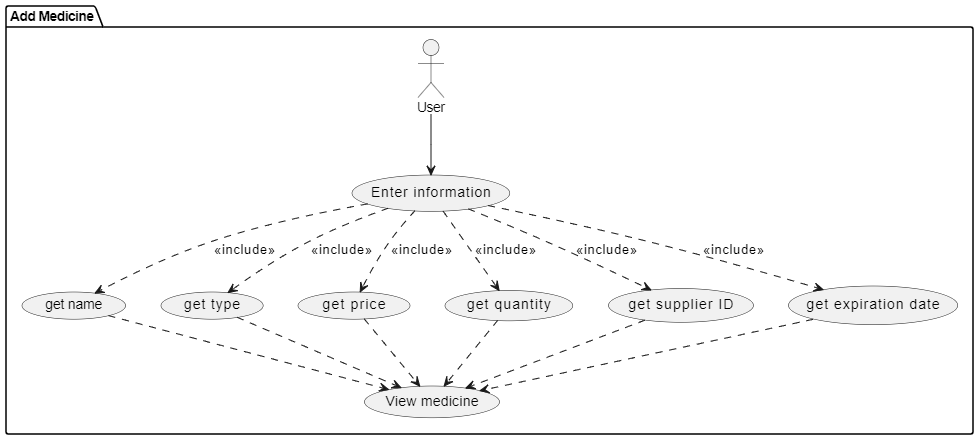 Add Medicine
User
Enter information
«include»
«include»
«include»
«include»
«include»
«include»
get name
get type
get price
get quantity
get supplier ID
get expiration date
View medicine